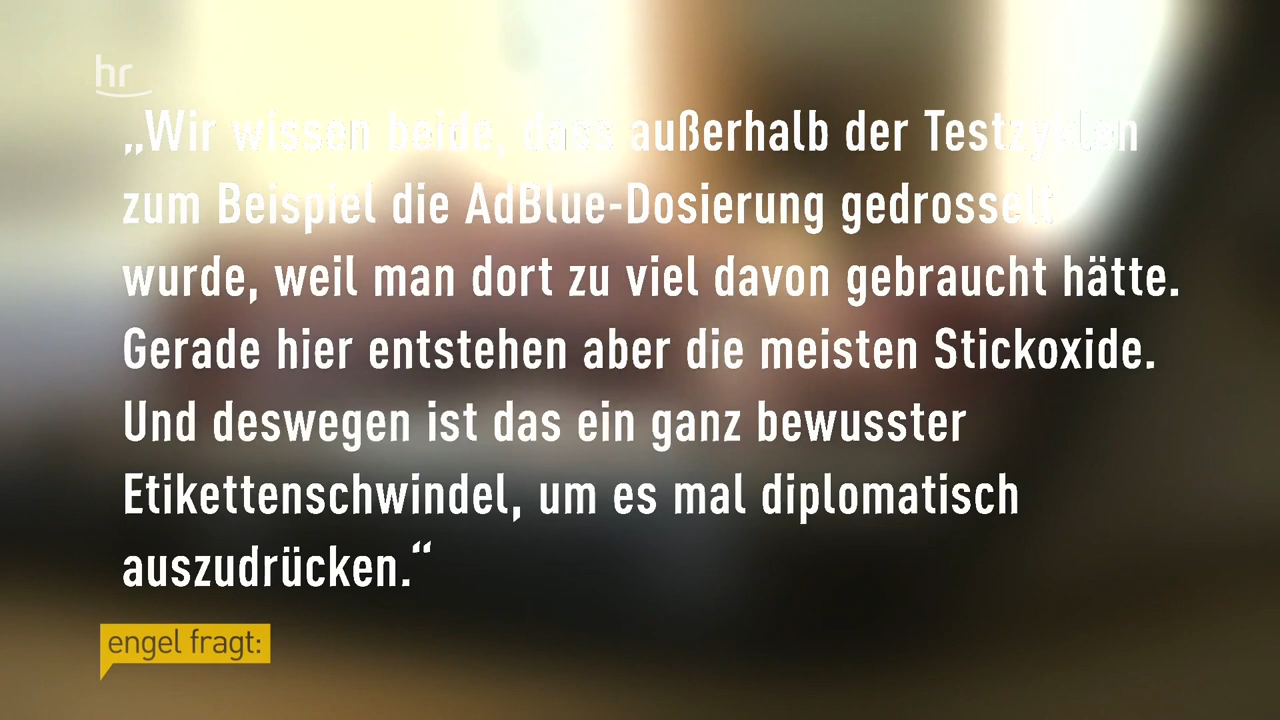 hr
„Wir wissen beide, dass außerhalb der Testzyklen
zum Beispiel die AdBlue-Dosierung gedrosselt
wurde, weil man dort zu viel davon gebraucht hätte.
Gerade hier entstehen aber die meisten Stickoxide.
Und deswegen ist das ein ganz bewusster
Etikettenschwindel, um es mal diplomatisch
auszudrücken.“
engel fragt: